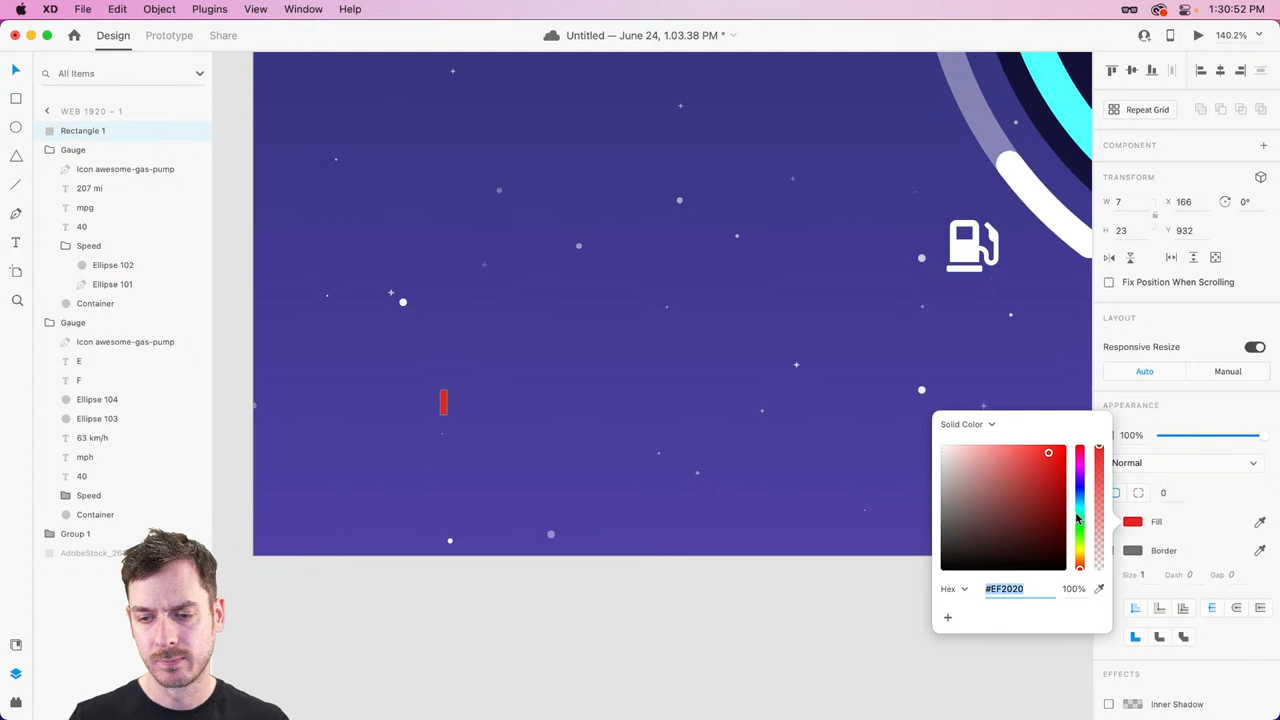 XD File Edit Object Plugins View Window Help 1:30:52 PM
Design Prototype Share Untitled — June 24, 1.03.38 PM * 140.2%
All Items
WEB 1920 – 1
Rectangle 1
Gauge
Icon awesome-gas-pump
207 mi
mpg
40
Speed
Ellipse 102
Ellipse 101
Container
Gauge
Icon awesome-gas-pump
E
F
Ellipse 104
Ellipse 103
63 km/h
mph
40
Speed
Container
Group 1
Solid Color
Hex #EF2020 100%
+
Repeat Grid
COMPONENT +
TRANSFORM
W 7 X 166 0°
H 23 Y 932
Fix Position When Scrolling
LAYOUT
Responsive Resize
Auto Manual
APPEARANCE
100%
Normal
0
Fill
Border
Size 1 Dash 0 Gap 0
EFFECTS
Inner Shadow